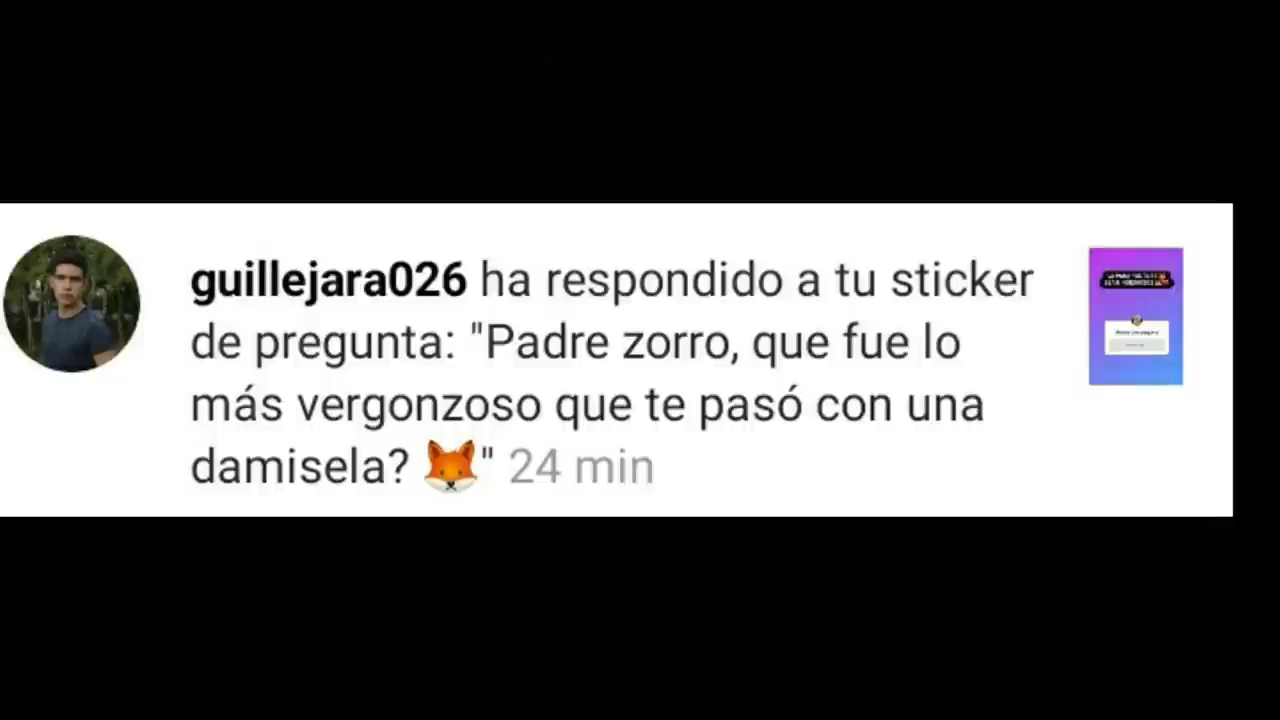 guillejara026 ha respondido a tu sticker
de pregunta: "Padre zorro, que fue lo
más vergonzoso que te pasó con una
damisela? 🦊" 24 min